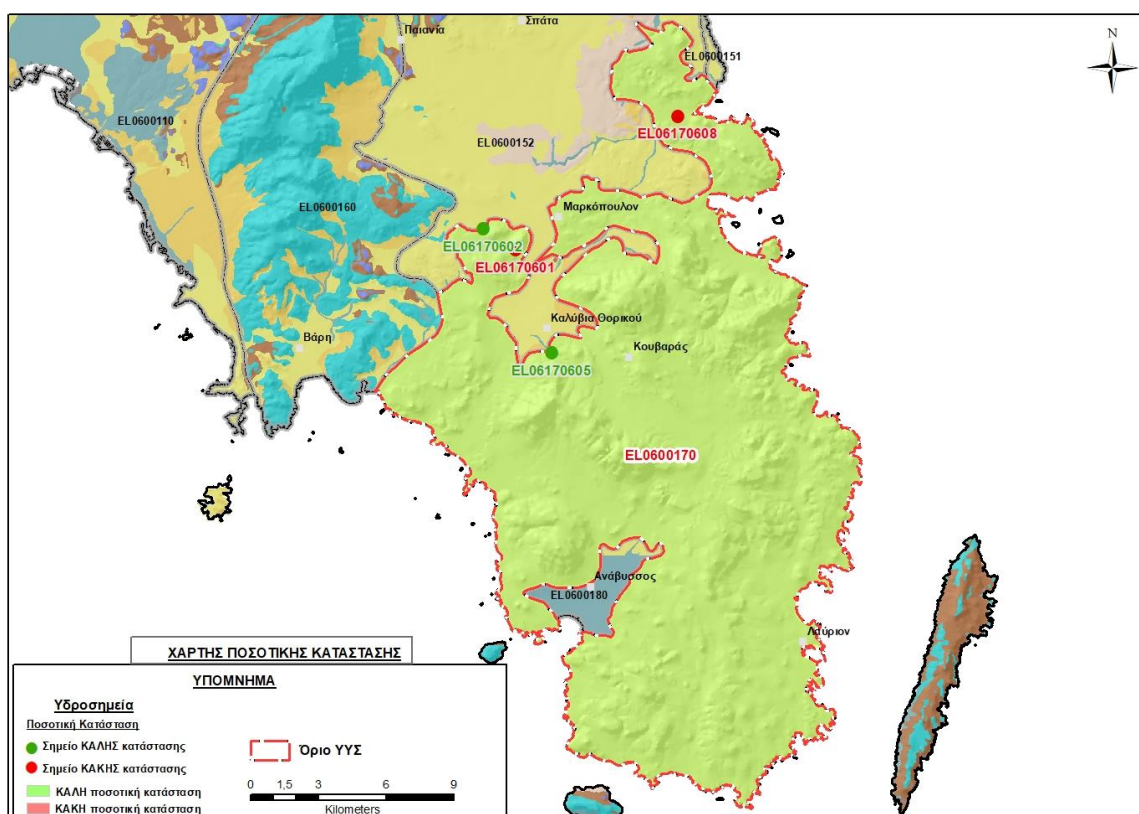 Σπάτα
Παιανία
N
EL0600151
EL0600110
EL06170608
EL0600152
EL0600160
Μαρκόπουλον
EL06170602
EL06170601
Καλύβια Θορικού
Βάρη
Κουβαράς
EL06170605
EL0600170
Ανάβυσσος
EL0600180
Λαύριον
ΧΑΡΤΗΣ ΠΟΣΟΤΙΚΗΣ ΚΑΤΑΣΤΑΣΗΣ
ΥΠΟΜΝΗΜΑ
Υδροσημεία
Ποσοτική Κατάσταση
Σημείο ΚΑΛΗΣ κατάστασης
Όριο ΥΥΣ
Σημείο ΚΑΚΗΣ κατάστασης
ΚΑΛΗ ποσοτική κατάσταση
0 1,5 3 6 9
ΚΑΚΗ ποσοτική κατάσταση
Kilometers